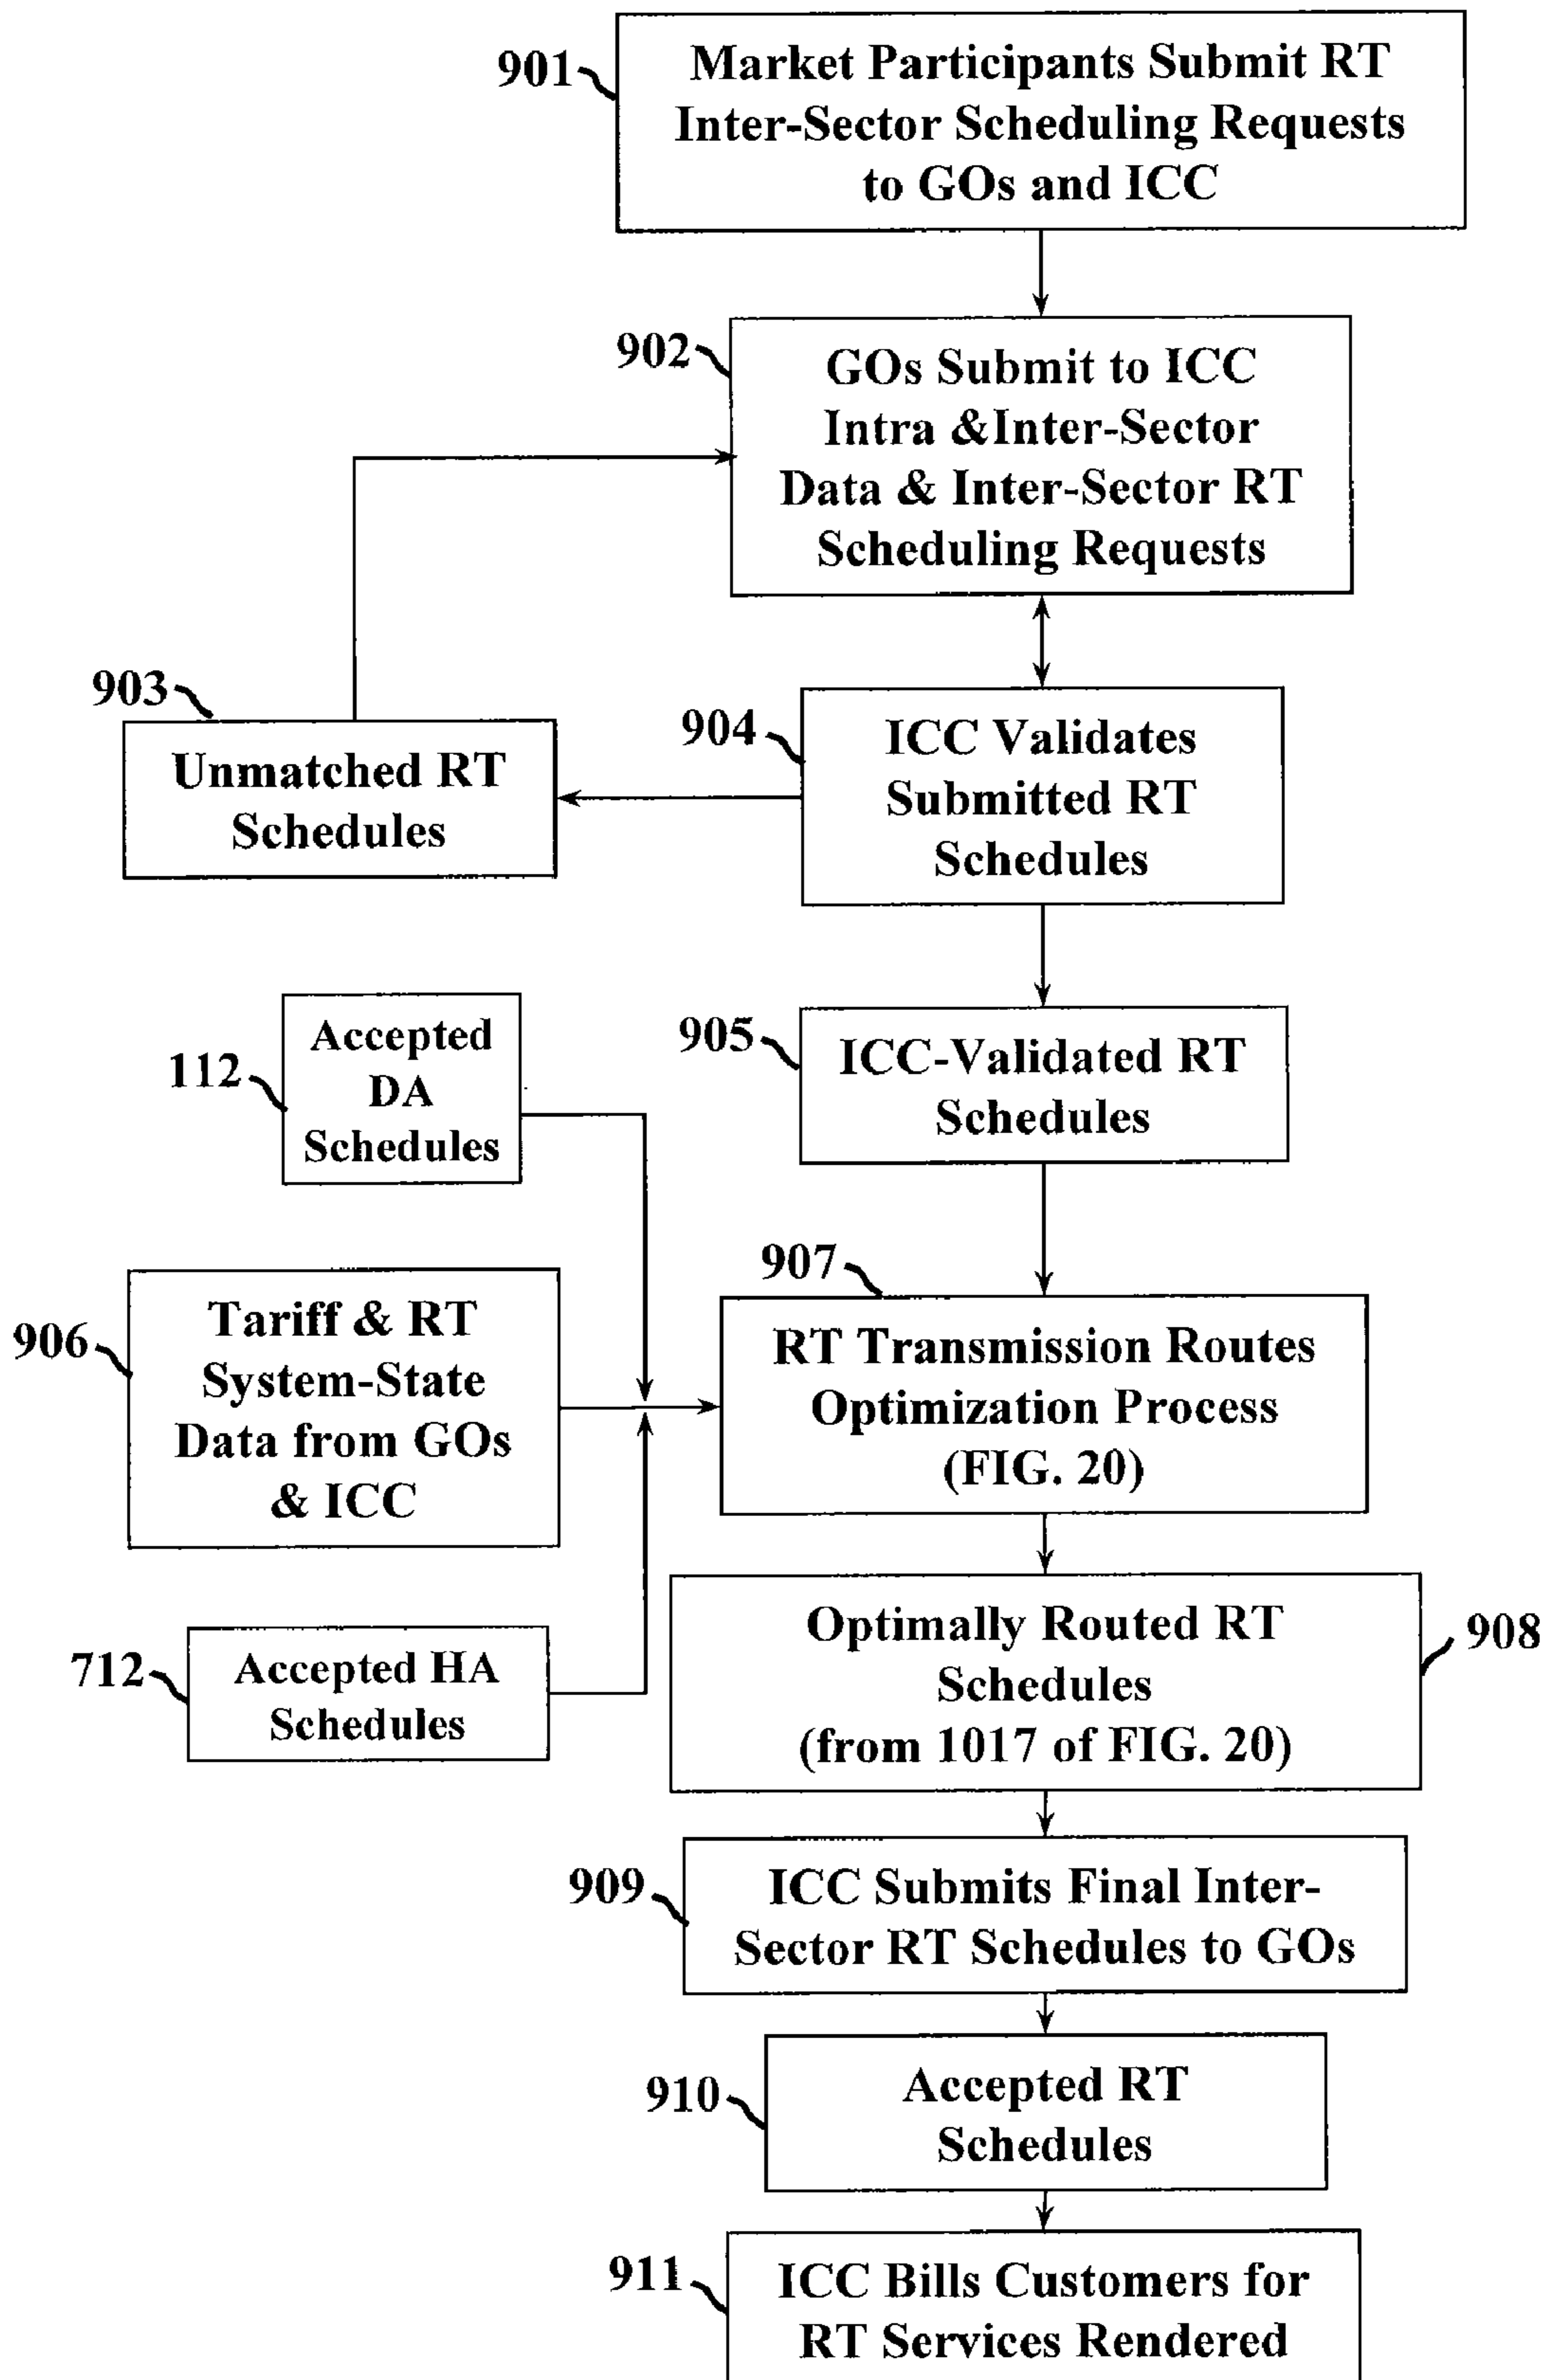 901
Market Participants Submit RT
Inter-Sector Scheduling Requests
to GOs and ICC
902
GOs Submit to ICC
Intra &Inter-Sector
Data & Inter-Sector RT
Scheduling Requests
903
Unmatched RT
Schedules
904
ICC Validates
Submitted RT
Schedules
112
Accepted
DA
Schedules
905
ICC-Validated RT
Schedules
906
Tariff & RT
System-State
Data from GOs
& ICC
907
RT Transmission Routes
Optimization Process
(FIG. 20)
712
Accepted HA
Schedules
908
Optimally Routed RT
Schedules
(from 1017 of FIG. 20)
909
ICC Submits Final Inter-
Sector RT Schedules to GOs
910
Accepted RT
Schedules
911
ICC Bills Customers for
RT Services Rendered